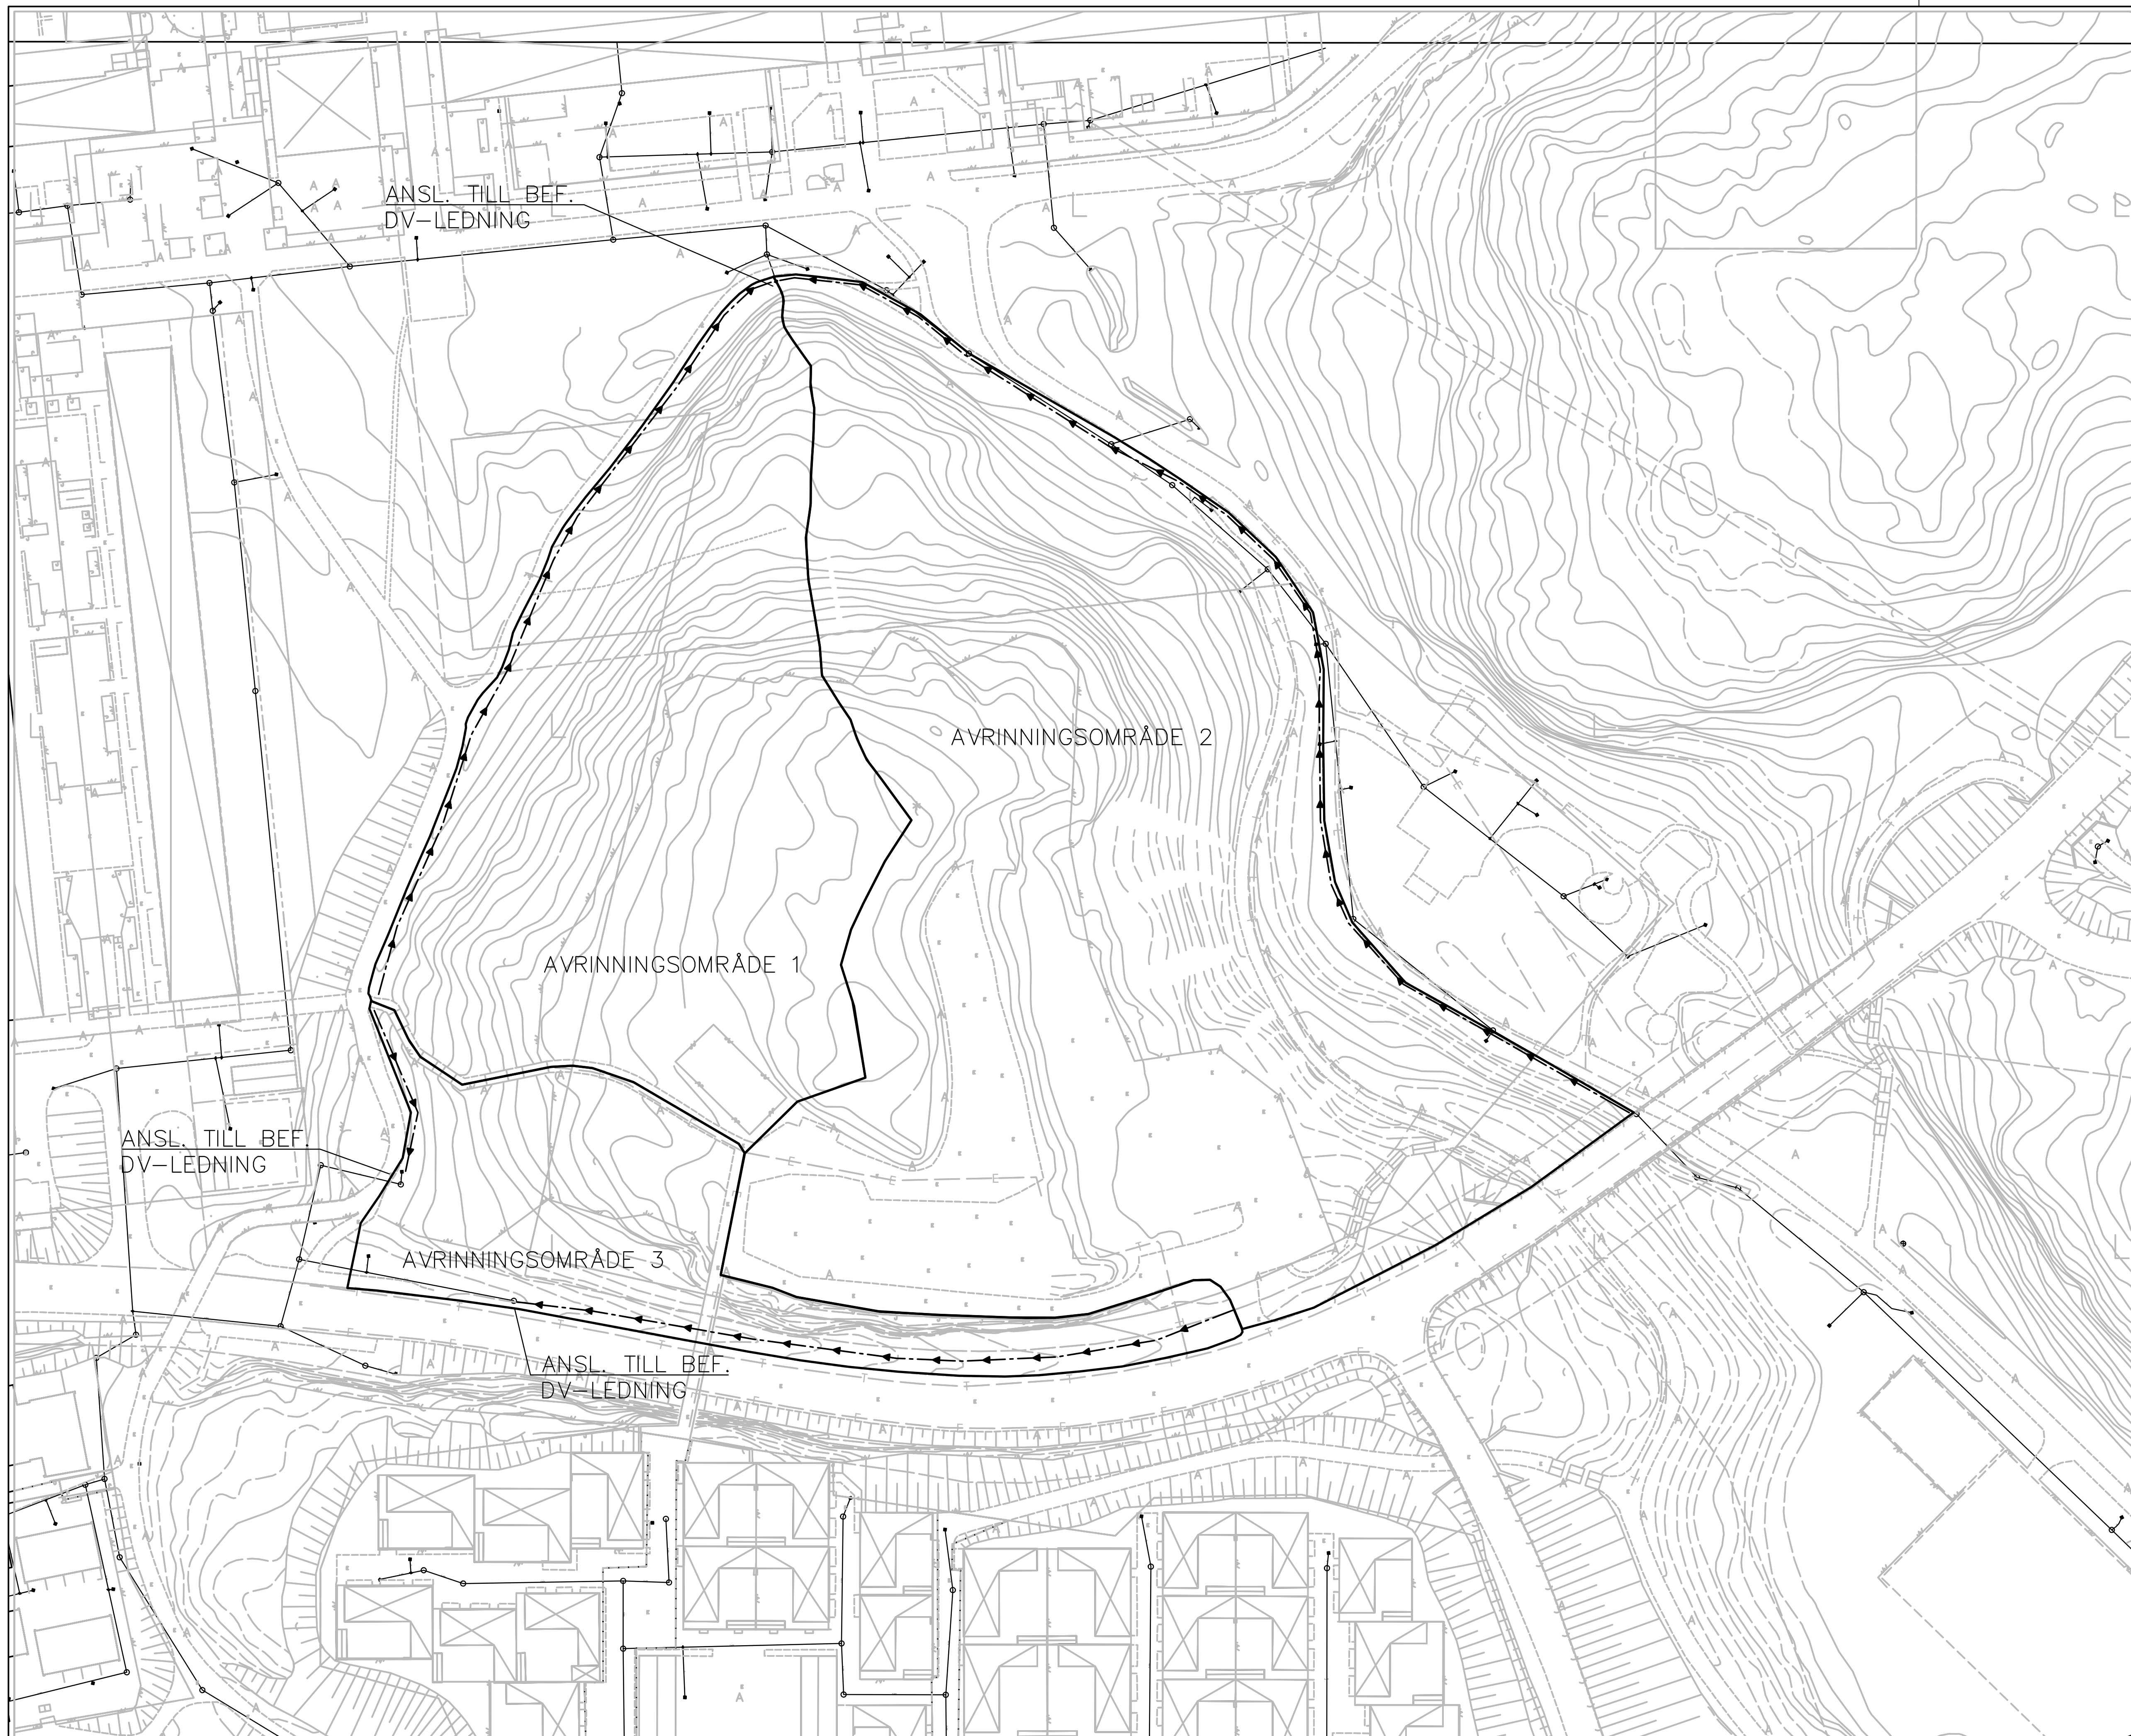 ANSL. TILL BEF.
DV-LEDNING
AVRINNINGSOMRÅDE 2
AVRINNINGSOMRÅDE 1
ANSL. TILL BEF.
DV-LEDNING
AVRINNINGSOMRÅDE 3
ANSL. TILL BEF.
DV-LEDNING